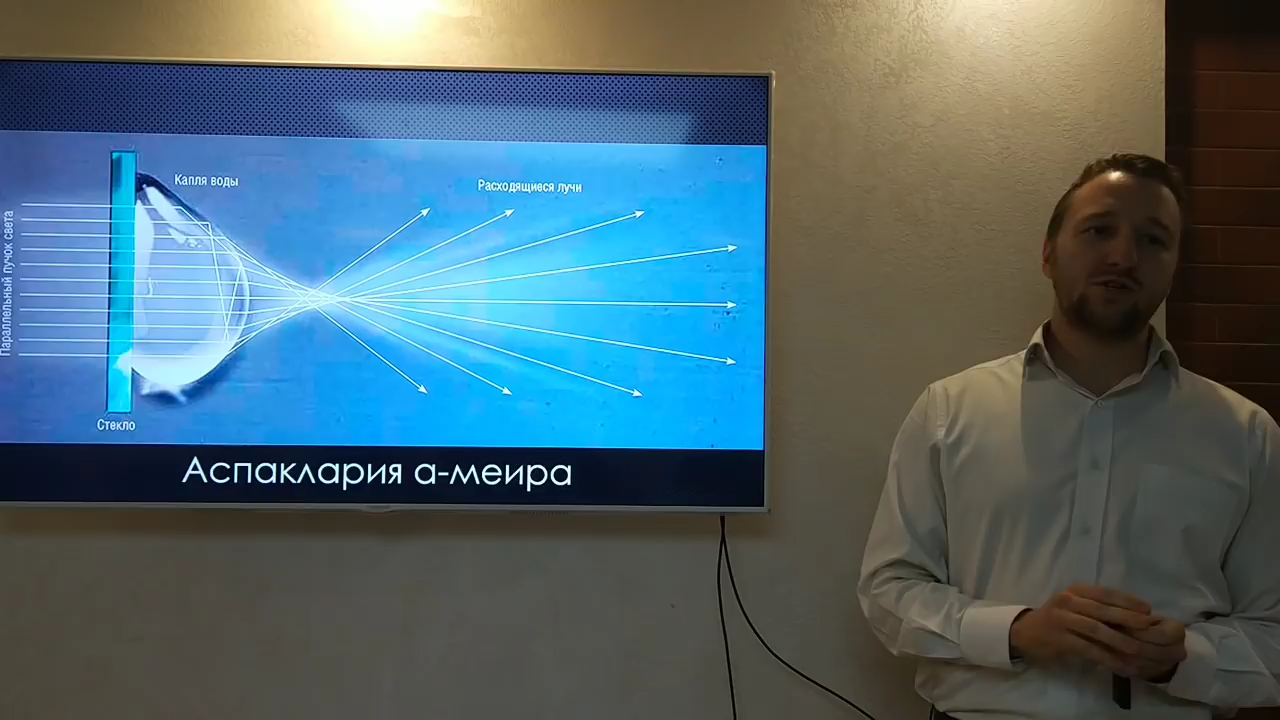 Капля воды
Расходящиеся лучи
Параллельный пучок света
Стекло
Аспаклария а-меира